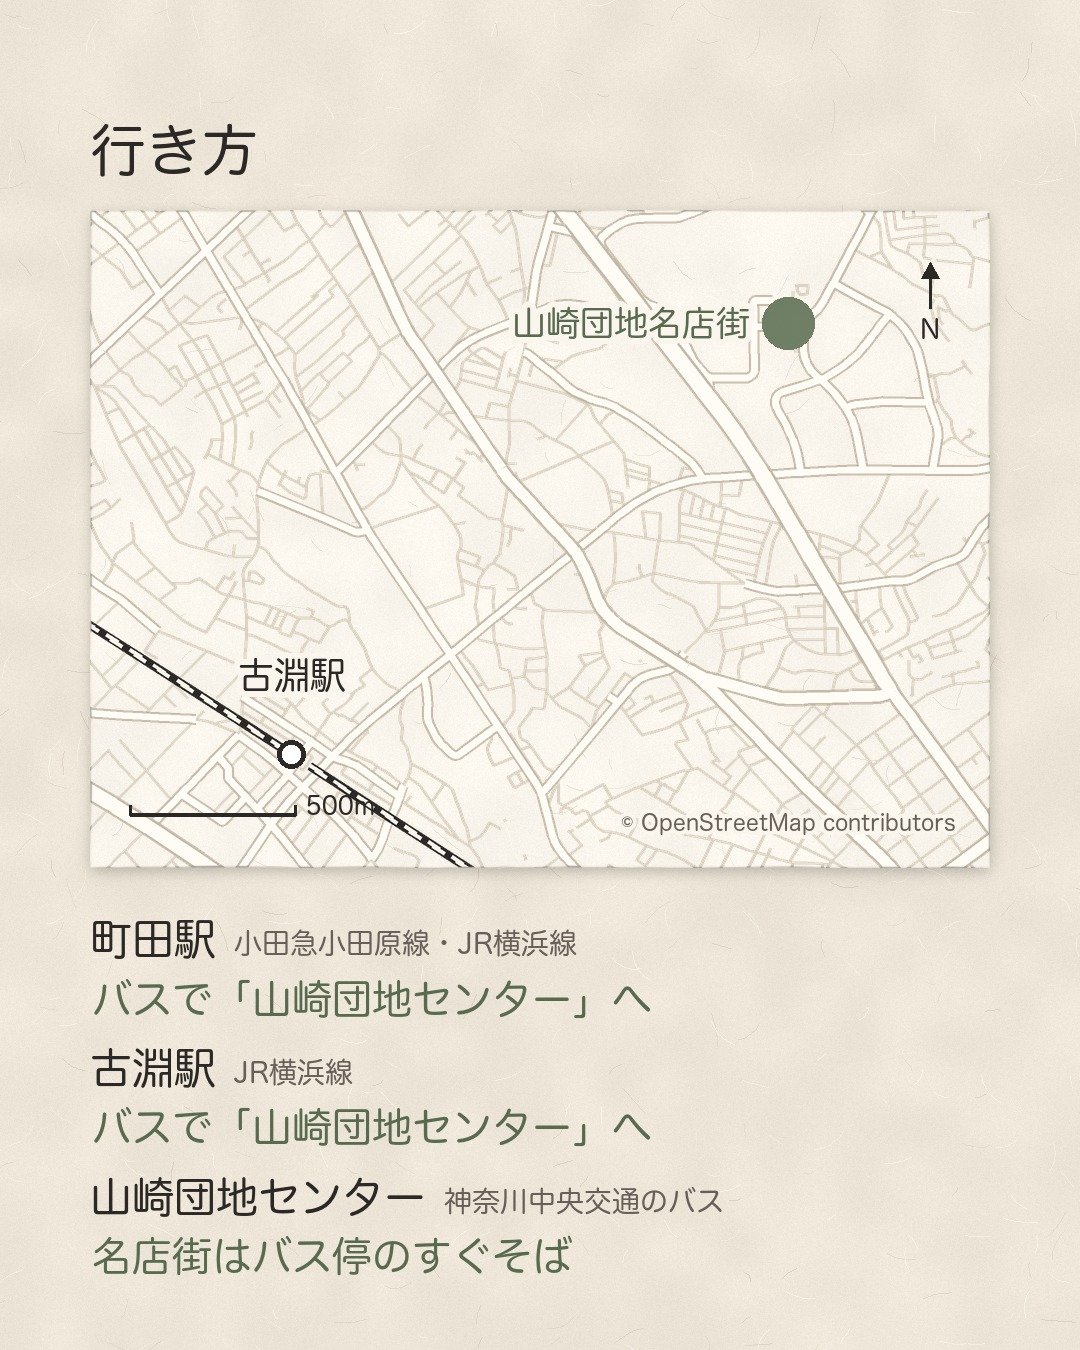 行き方
山崎団地名店街
N
古淵駅
500m
© OpenStreetMap contributors
町田駅 小田急小田原線・JR横浜線
バスで「山崎団地センター」へ
古淵駅 JR横浜線
バスで「山崎団地センター」へ
山崎団地センター 神奈川中央交通のバス
名店街はバス停のすぐそば